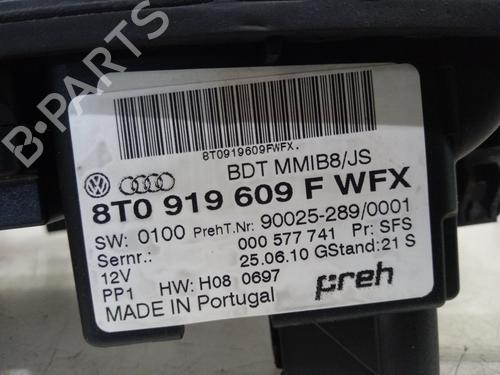 B-PARTS
8T0919609FWFX.
BDT MMIB8/JS
8T0 919 609 F WFX
SW: 0100 PrehT.Nr: 90025-289/0001
Sernr.: 000 577 741 Pr: SFS
12V 25.06.10 GStand: 21 S
PP1 HW: H08 0697
MADE IN Portugal preh